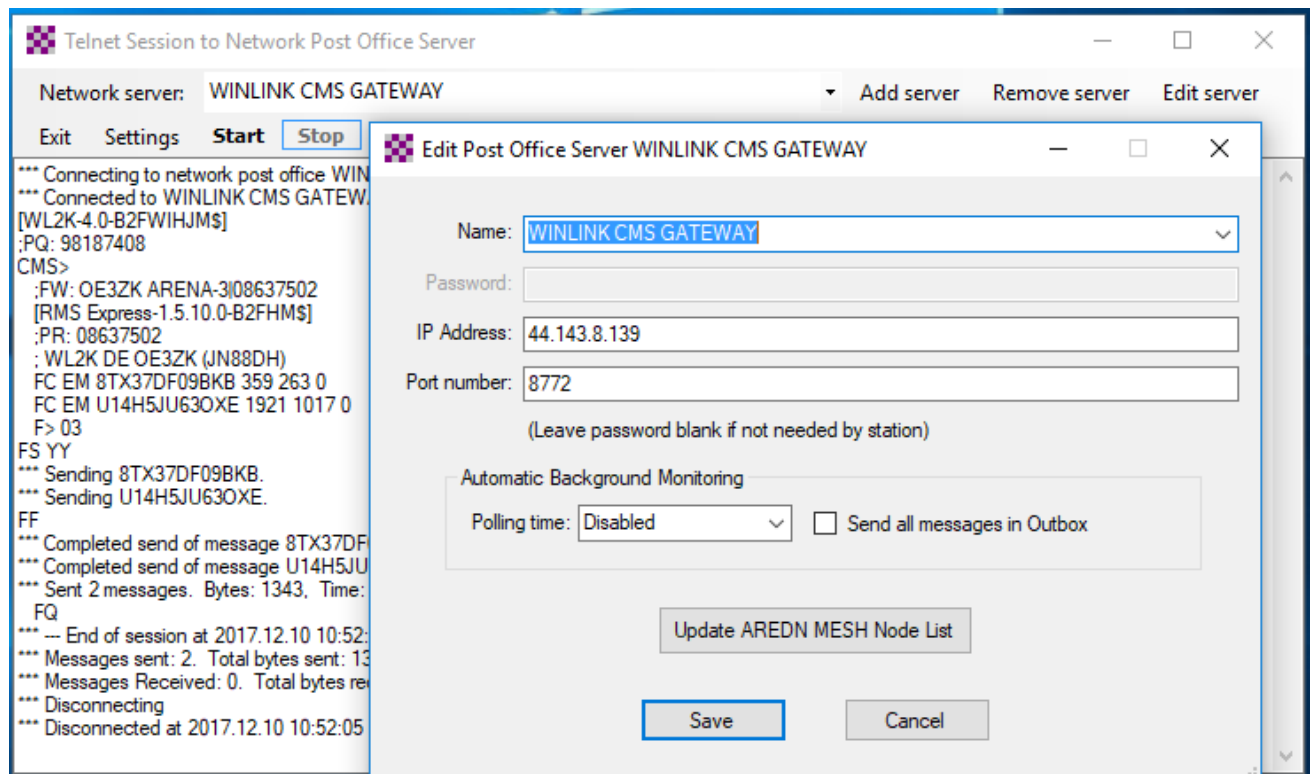 Telnet Session to Network Post Office Server
Network server: WINLINK CMS GATEWAY Add server Remove server Edit server
Exit Settings Start Stop
*** Connecting to network post office WIN
*** Connected to WINLINK CMS GATEW
[WL2K-4.0-B2FWIHJM$]
;PQ: 98187408
CMS>
;FW: OE3ZK ARENA-3|08637502
[RMS Express-1.5.10.0-B2FHM$]
;PR: 08637502
; WL2K DE OE3ZK (JN88DH)
FC EM 8TX37DF09BKB 359 263 0
FC EM U14H5JU63OXE 1921 1017 0
F> 03
FS YY
*** Sending 8TX37DF09BKB.
*** Sending U14H5JU63OXE.
FF
*** Completed send of message 8TX37DF
*** Completed send of message U14H5JU
*** Sent 2 messages. Bytes: 1343, Time:
FQ
*** --- End of session at 2017.12.10 10:52:
*** Messages sent: 2. Total bytes sent: 13
*** Messages Received: 0. Total bytes re
*** Disconnecting
*** Disconnected at 2017.12.10 10:52:05
Edit Post Office Server WINLINK CMS GATEWAY
Name: WINLINK CMS GATEWAY
Password:
IP Address: 44.143.8.139
Port number: 8772
(Leave password blank if not needed by station)
Automatic Background Monitoring
Polling time: Disabled Send all messages in Outbox
Update AREDN MESH Node List
Save Cancel